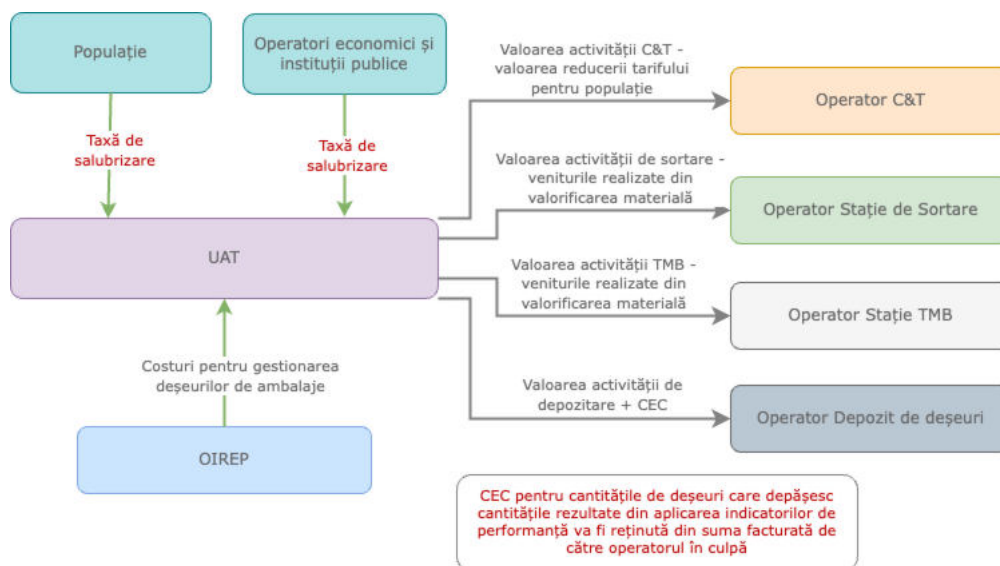 Populație
Operatori economici și
instituții publice
Valoarea activității C&T -
valoarea reducerii tarifului
pentru populație
Operator C&T
Taxă de
salubrizare
Taxă de
salubrizare
Valoarea activității de sortare -
veniturile realizate din
valorificarea materială
Operator Stație de Sortare
UAT
Valoarea activității TMB -
veniturile realizate din
valorificarea materială
Operator Stație TMB
Costuri pentru gestionarea
deșeurilor de ambalaje
Valoarea activității de
depozitare + CEC
Operator Depozit de deșeuri
OIREP
CEC pentru cantitățile de deșeuri care depășesc
cantitățile rezultate din aplicarea indicatorilor de
performanță va fi reținută din suma facturată de
către operatorul în culpă